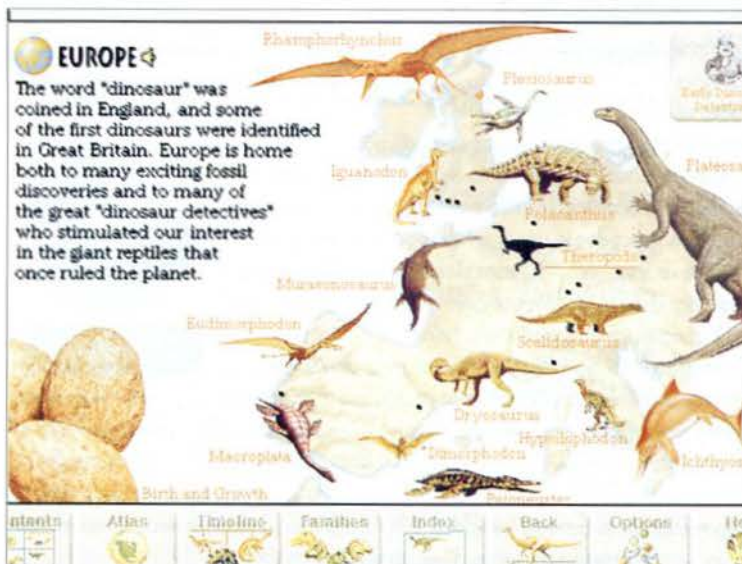 EUROPE
The word "dinosaur" was
coined in England, and some
of the first dinosaurs were identified
in Great Britain. Europe is home
both to many exciting fossil
discoveries and to many of
the great "dinosaur detectives"
who stimulated our interest
in the giant reptiles that
once ruled the planet.
Rhamphorhynchus
Plesiosaurus
Iguanodon
Polacanthus
Theropods
Muraenosaurus
Eudimorphodon
Scelidosaurus
Dryosaurus
Hypsilophodon
Macroplata
Dimorphodon
Birth and Growth
Atlas Timeline Families Index Back Options